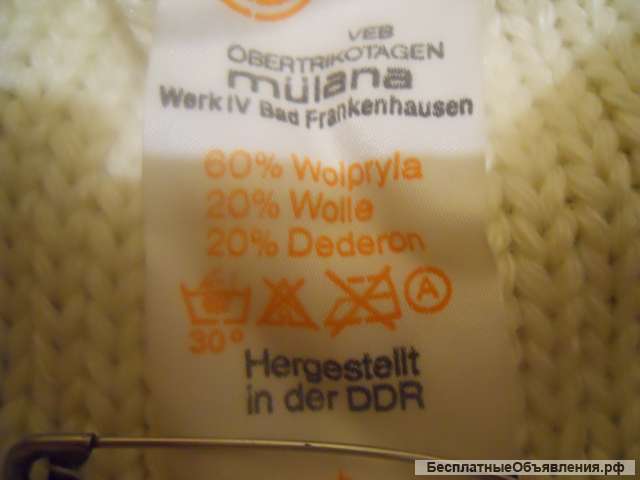 VEB
OBERTRIKOTAGEN
mülana
Werk IV Bad Frankenhausen
60% Wolpryla
20% Wolle
20% Dederon
A
30°
Hergestellt
in der DDR
БесплатныеОбъявления.рф